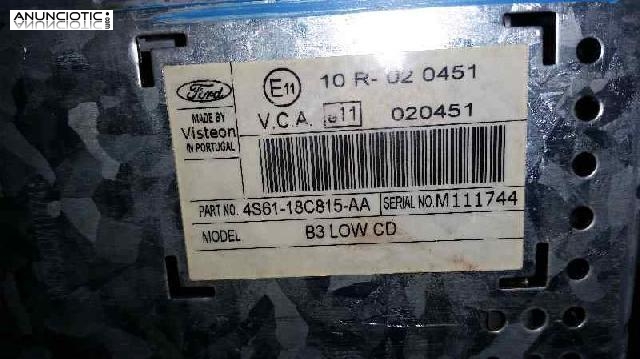 ANUNCIOTIC.COM
Ford
MADE BY
Visteon
IN PORTUGAL
E11
10 R- 02 0451
V.C.A.
e11
020451
PART NO. 4S61-18C815-AA
SERIAL NO. M111744
MODEL
B3 LOW CD